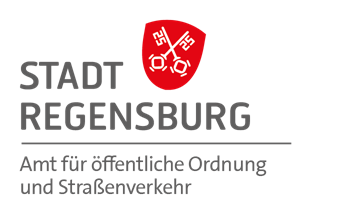 STADT
REGENSBURG
Amt für öffentliche Ordnung
und Straßenverkehr